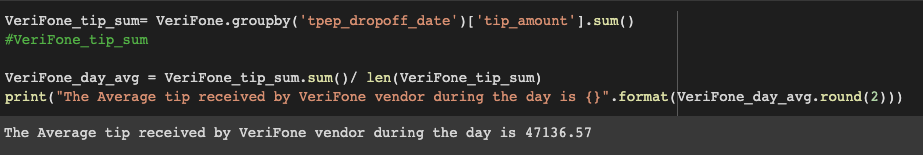 VeriFone_tip_sum= VeriFone.groupby('tpep_dropoff_date')['tip_amount'].sum()
#VeriFone_tip_sum
VeriFone_day_avg = VeriFone_tip_sum.sum()/ len(VeriFone_tip_sum)
print("The Average tip received by VeriFone vendor during the day is {}".format(VeriFone_day_avg.round(2)))
The Average tip received by VeriFone vendor during the day is 47136.57